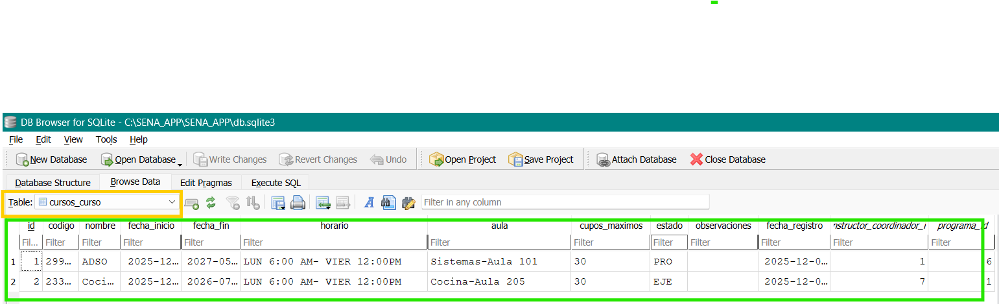 DB Browser for SQLite - C:\SENA_APP\SENA_APP\db.sqlite3
File Edit View Tools Help
New Database Open Database Write Changes Revert Changes Undo Open Project Save Project Attach Database Close Database
Database Structure Browse Data Edit Pragmas Execute SQL
Table: cursos_curso Filter in any column
id codigo nombre fecha_inicio fecha_fin horario aula cupos_maximos estado observaciones fecha_registro nstructor_coordinador_i programa_id
Fil... Filter Filter Filter Filter Filter Filter Filter Filter Filter Filter Filter Filter
1 1 299... ADSO 2025-12... 2027-05... LUN 6:00 AM- VIER 12:00PM Sistemas-Aula 101 30 PRO 2025-12-0... 1 6
2 2 233... Coci... 2025-12... 2026-07... LUN 6:00 AM- VIER 12:00PM Cocina-Aula 205 30 EJE 2025-12-0... 7 1